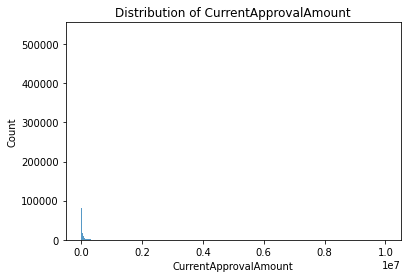 Distribution of CurrentApprovalAmount
500000
400000
300000
200000
100000
0
Count
0.0 0.2 0.4 0.6 0.8 1.0
1e7
CurrentApprovalAmount